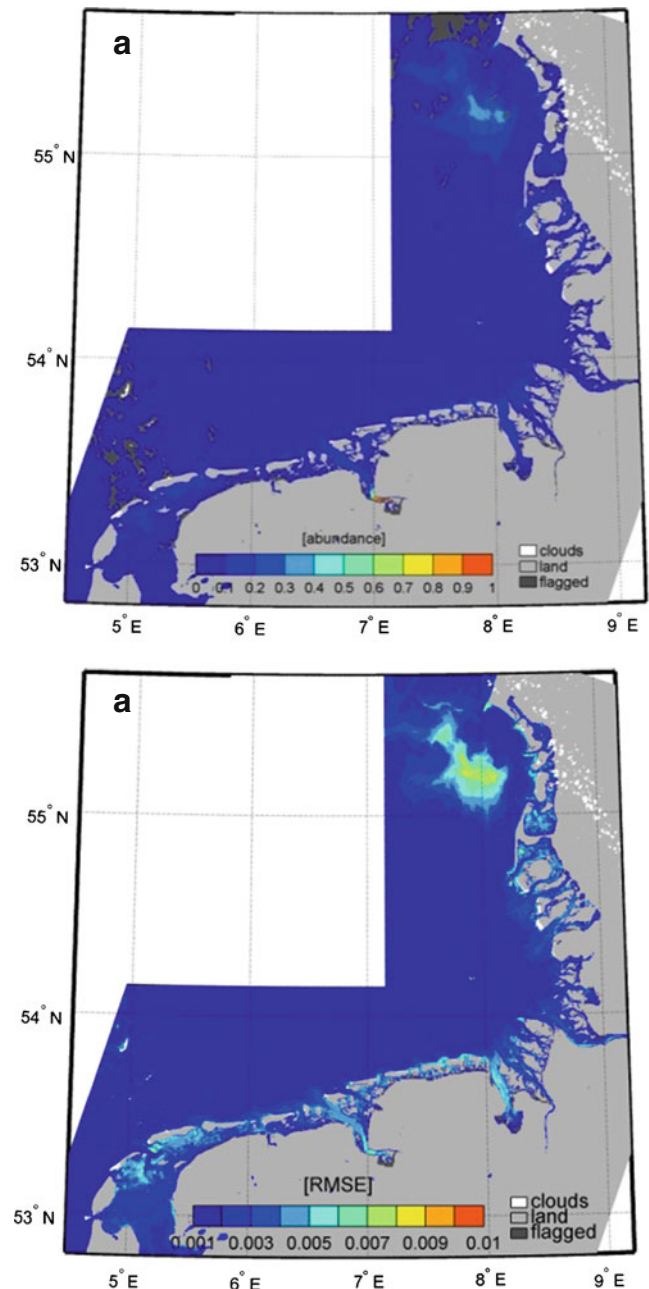 a
55° N
54° N
53° N
[abundance]
0 0.1 0.2 0.3 0.4 0.5 0.6 0.7 0.8 0.9 1
clouds
land
flagged
5° E 6° E 7° E 8° E 9° E
a
55° N
54° N
53° N
[RMSE]
0.001 0.003 0.005 0.007 0.009 0.01
clouds
land
flagged
5° E 6° E 7° E 8° E 9° E